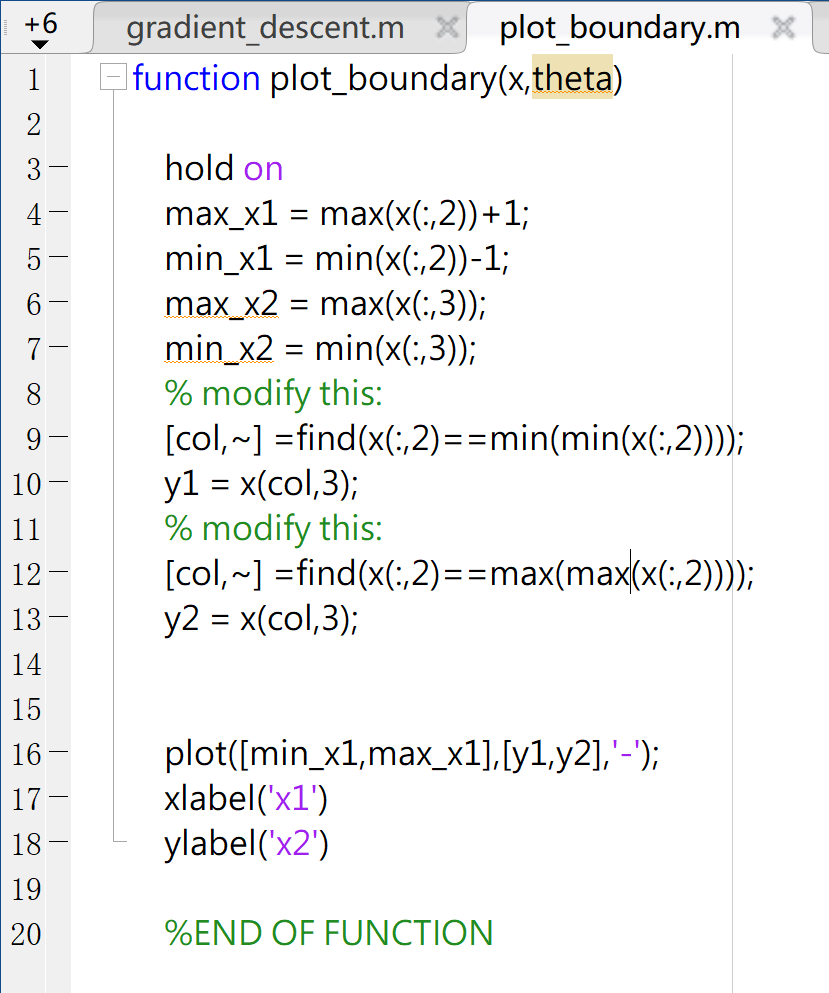 +6 gradient_descent.m plot_boundary.m
1 function plot_boundary(x,theta)
2
3 hold on
4 max_x1 = max(x(:,2))+1;
5 min_x1 = min(x(:,2))-1;
6 max_x2 = max(x(:,3));
7 min_x2 = min(x(:,3));
8 % modify this:
9 [col,~] =find(x(:,2)==min(min(x(:,2))));
10 y1 = x(col,3);
11 % modify this:
12 [col,~] =find(x(:,2)==max(max(x(:,2))));
13 y2 = x(col,3);
14
15
16 plot([min_x1,max_x1],[y1,y2],'-');
17 xlabel('x1')
18 ylabel('x2')
19
20 %END OF FUNCTION